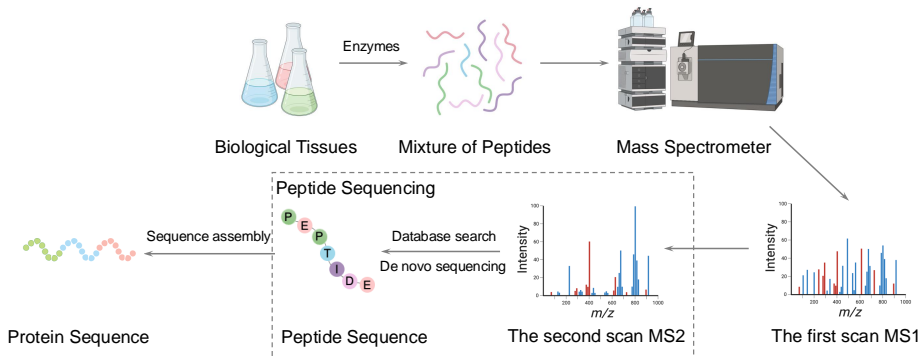 Enzymes
Biological Tissues
Mixture of Peptides
Mass Spectrometer
Peptide Sequencing
P
E
P
T
I
D
E
Sequence assembly
Database search
De novo sequencing
Intensity
100
80
60
40
20
0
200
400
600
800
1000
m/z
Intensity
100
80
60
40
20
0
200
400
600
800
1000
m/z
Protein Sequence
Peptide Sequence
The second scan MS2
The first scan MS1